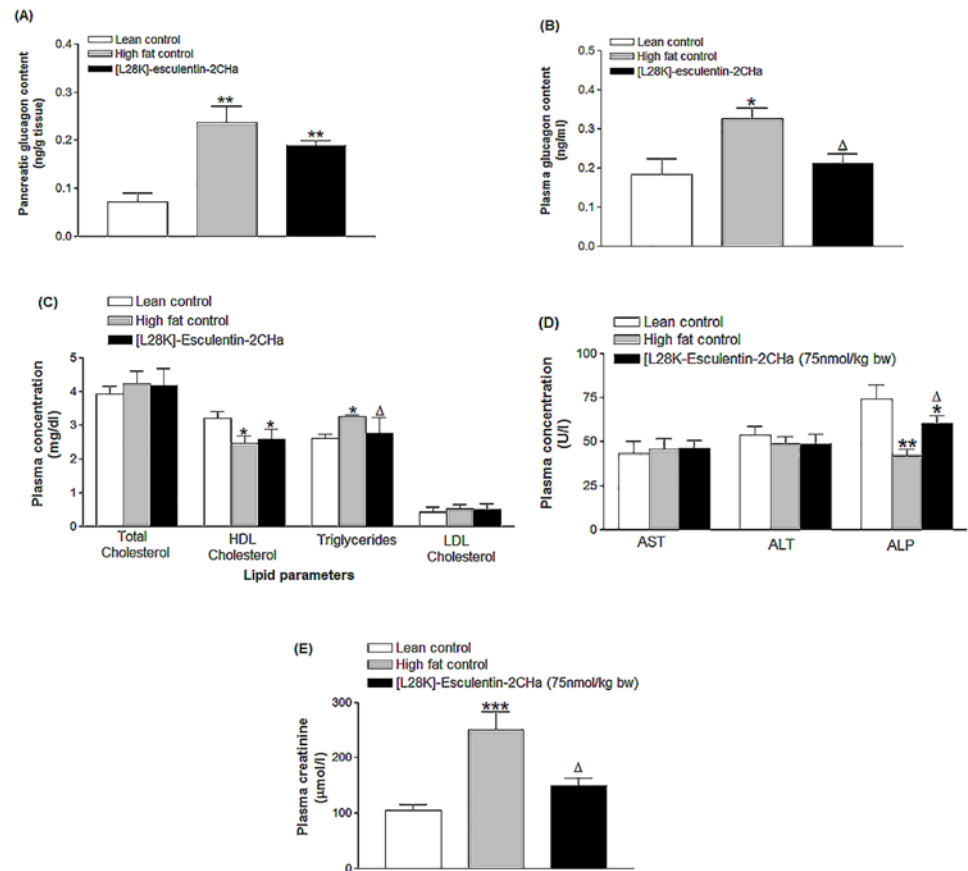 (A)
Lean control
High fat control
[L28K]-esculentin-2CHa
Pancreatic glucagon content
(ng/g tissue)
0.4
0.3
0.2
0.1
0.0
**
**
(B)
Lean control
High fat control
[L28K]-esculentin-2CHa
Plasma glucagon content
(ng/ml)
0.5
0.4
0.3
0.2
0.1
0.0
*
Δ
(C)
Lean control
High fat control
[L28K]-Esculentin-2CHa
Plasma concentration
(mg/dl)
5
4
3
2
1
0
*
*
*
Δ
Total
Cholesterol
HDL
Cholesterol
Triglycerides
LDL
Cholesterol
Lipid parameters
(D)
Lean control
High fat control
[L28K-Esculentin-2CHa (75nmol/kg bw)
Plasma concentration
(U/l)
100
75
50
25
0
**
Δ
*
AST
ALT
ALP
(E)
Lean control
High fat control
[L28K]-Esculentin-2CHa (75nmol/kg bw)
Plasma creatinine
(µmol/l)
300
200
100
0
***
Δ